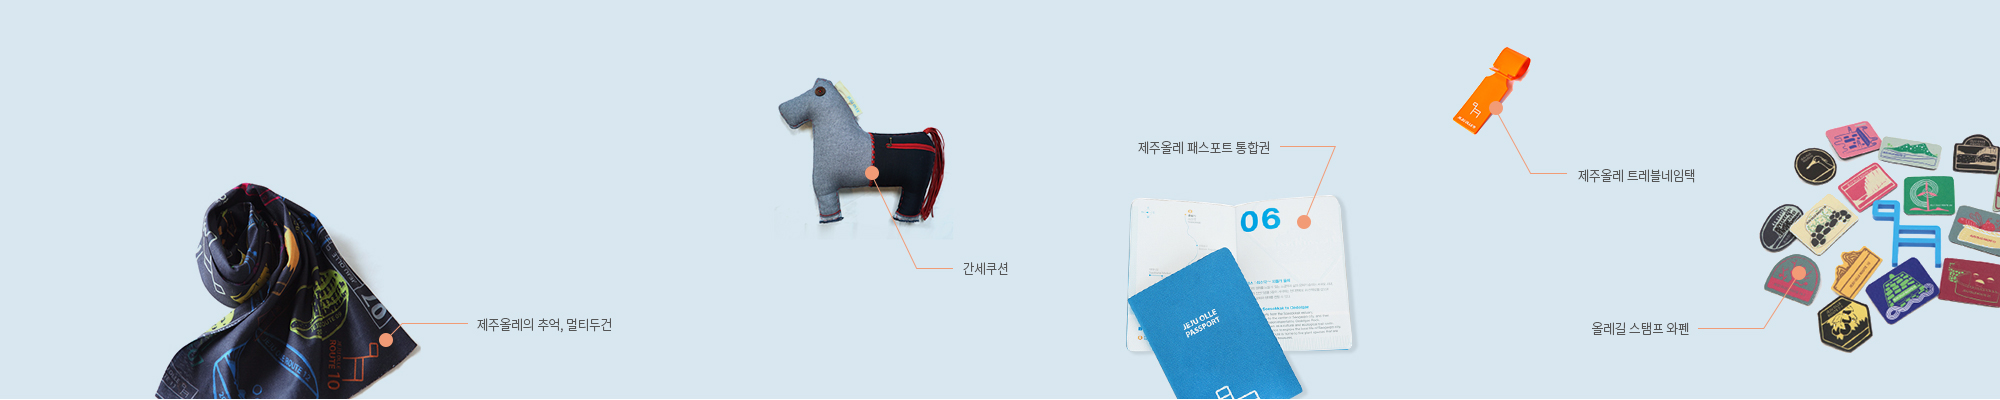 제주올레의 추억, 멀티두건
ROUTE 10
간세쿠션
제주올레 패스포트 통합권
06
JEJU OLLE
PASSPORT
제주올레 트레블네임택
올레길 스탬프 와펜